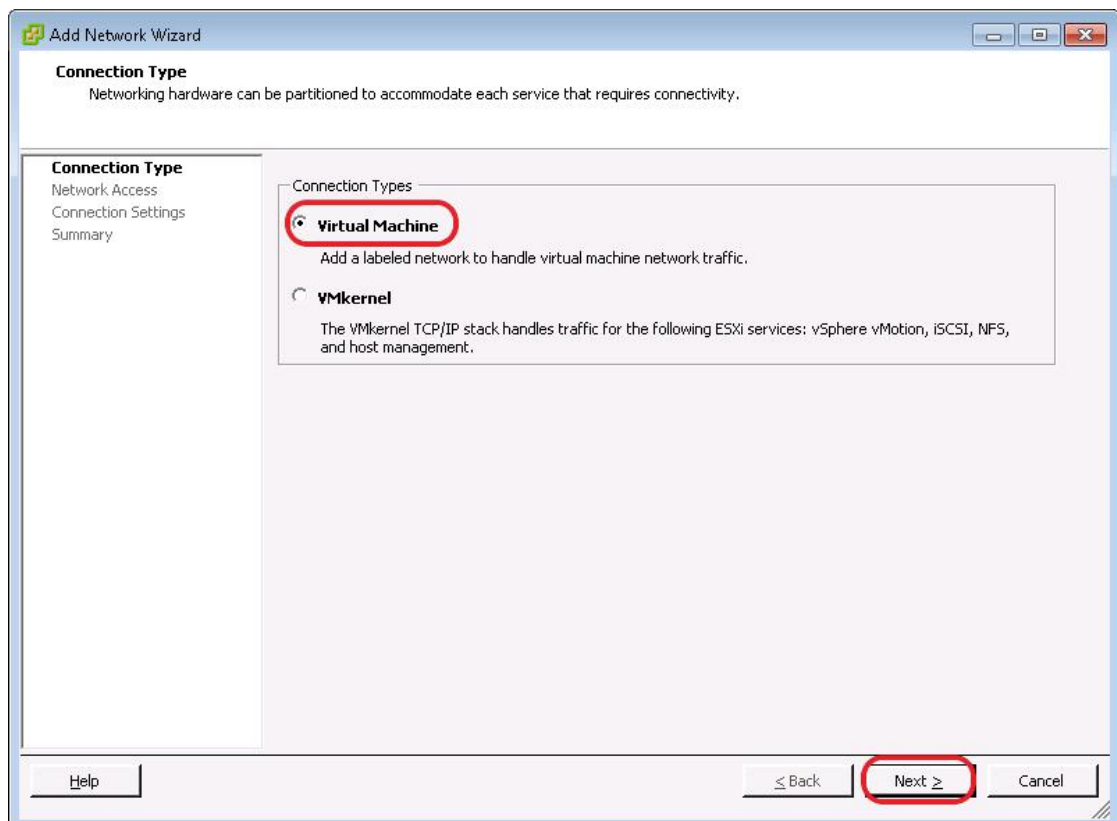 Add Network Wizard
Connection Type
Networking hardware can be partitioned to accommodate each service that requires connectivity.
Connection Type
Network Access
Connection Settings
Summary
Connection Types
Virtual Machine
Add a labeled network to handle virtual machine network traffic.
VMkernel
The VMkernel TCP/IP stack handles traffic for the following ESXi services: vSphere vMotion, iSCSI, NFS,
and host management.
Help
< Back
Next >
Cancel